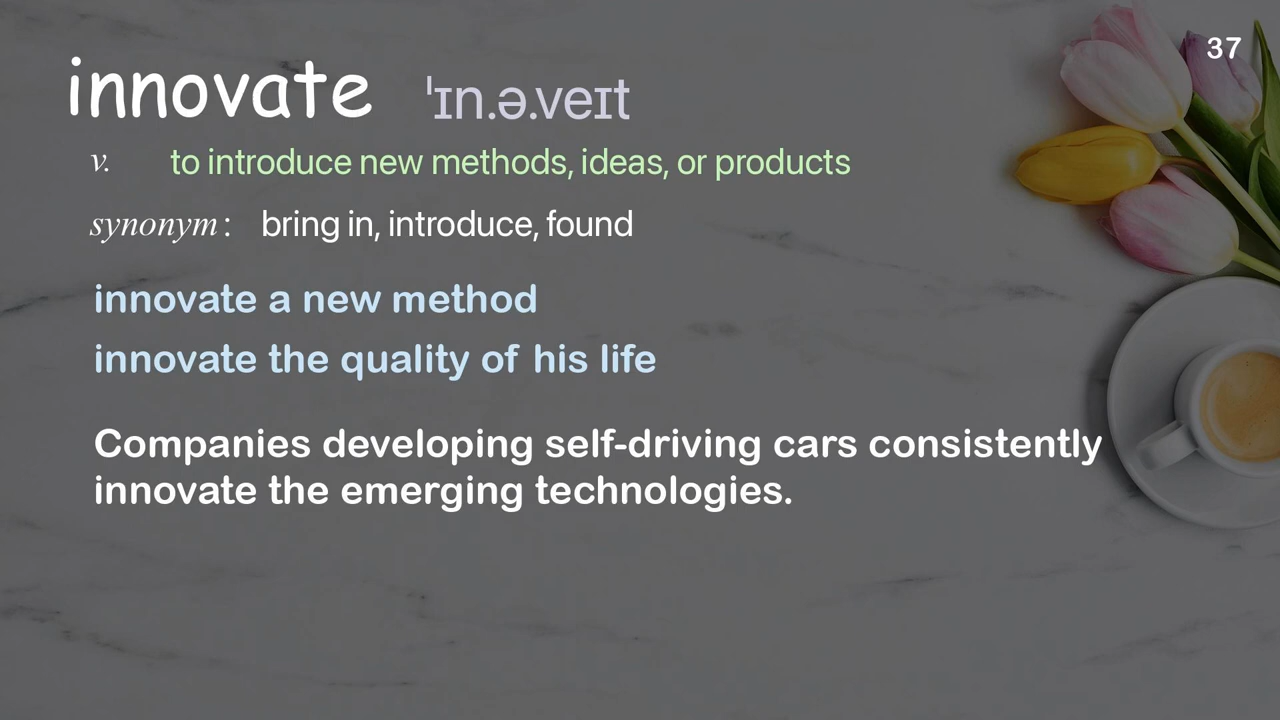 37
innovate ˈɪn.ə.veɪt
v. to introduce new methods, ideas, or products
synonym: bring in, introduce, found
innovate a new method
innovate the quality of his life
Companies developing self-driving cars consistently
innovate the emerging technologies.